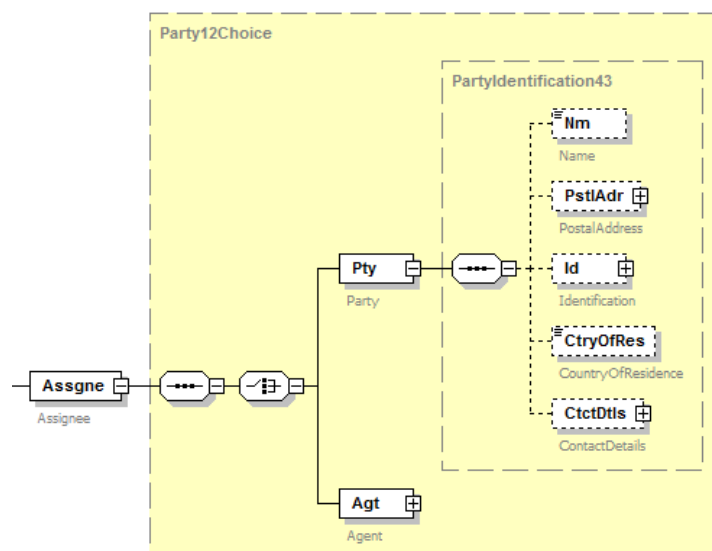 Party12Choice
PartyIdentification43
Nm
Name
PstlAdr
PostalAddress
Pty
Party
Id
Identification
CtryOfRes
CountryOfResidence
Assgne
Assignee
CtctDtls
ContactDetails
Agt
Agent